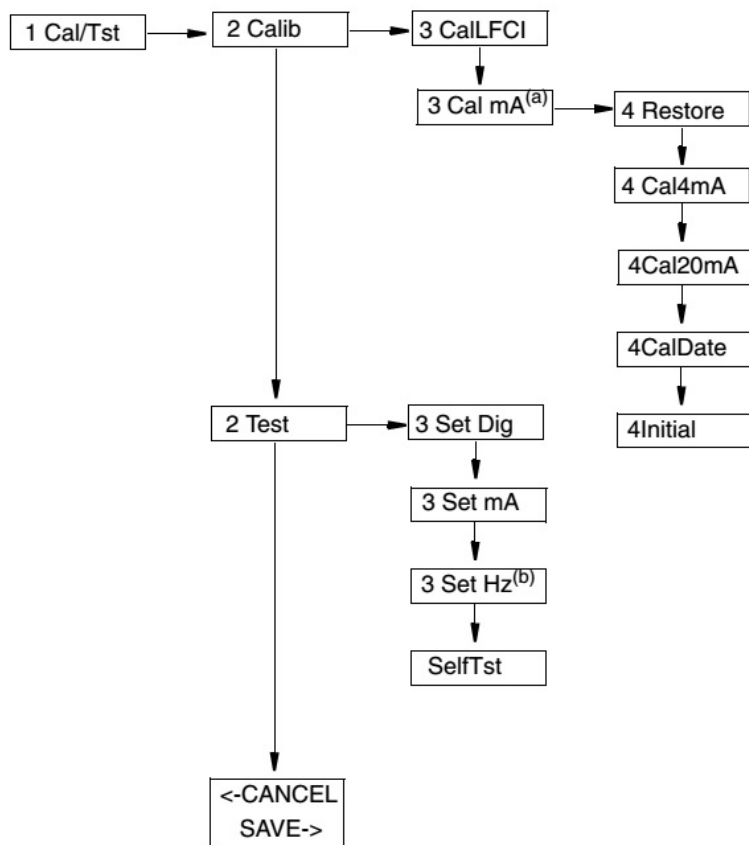 1 Cal/Tst
2 Calib
3 CalLFCI
3 Cal mA(a)
4 Restore
4 Cal4mA
4Cal20mA
4CalDate
4Initial
2 Test
3 Set Dig
3 Set mA
3 Set Hz(b)
SelfTst
<-CANCEL
SAVE->